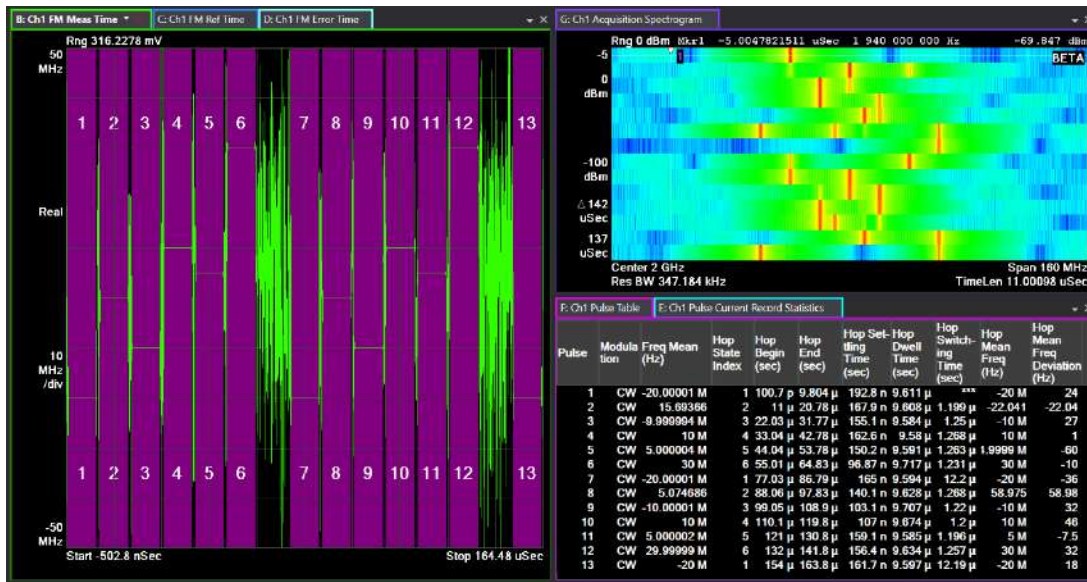 B: Ch1 FM Meas Time
C: Ch1 FM Ref Time
D: Ch1 FM Error Time
Rng 316.2278 mV
50
MHz
1 2 3 4 5 6 7 8 9 10 11 12 13
Real
10
MHz
/div
1 2 3 4 5 6 7 8 9 10 11 12 13
-50
MHz
Start -502.8 nSec
Stop 164.48 uSec
G: Ch1 Acquisition Spectrogram
Rng 0 dBm Mkr1 -5.0047821511 uSec 1 940 000 000 Hz -69.847 dBm
-5
1
BETA
0
dBm
-100
dBm
Δ 142
uSec
137
uSec
Center 2 GHz
Span 160 MHz
Res BW 347.184 kHz
TimeLen 11.00098 uSec
F: Ch1 Pulse Table
E: Ch1 Pulse Current Record Statistics
Pulse
Modula
tion
Freq Mean
(Hz)
Hop
State
Index
Hop
Begin
(sec)
Hop
End
(sec)
Hop Set-
tling
Time
(sec)
Hop
Dwell
Time
(sec)
Hop
Switch-
ing
Time
(sec)
Hop
Mean
Freq
(Hz)
Hop
Mean
Freq
Deviation
(Hz)
1 CW -20.00001 M 1 100.7 p 9.804 µ 192.8 n 9.611 µ *** -20 M 24
2 CW 15.69366 2 11 µ 20.78 µ 167.9 n 9.608 µ 1.199 µ -22.041 -22.04
3 CW -9.999994 M 3 22.03 µ 31.77 µ 155.1 n 9.584 µ 1.25 µ -10 M 27
4 CW 10 M 4 33.04 µ 42.78 µ 162.6 n 9.58 µ 1.268 µ 10 M 1
5 CW 5.000004 M 5 44.04 µ 53.78 µ 150.2 n 9.591 µ 1.263 µ 1.9999 M -60
6 CW 30 M 6 55.01 µ 64.83 µ 96.87 n 9.717 µ 1.231 µ 30 M -10
7 CW -20.00001 M 1 77.03 µ 86.79 µ 165 n 9.594 µ 12.2 µ -20 M -36
8 CW 5.074686 2 88.06 µ 97.83 µ 140.1 n 9.628 µ 1.268 µ 58.975 58.98
9 CW -10.00001 M 3 99.05 µ 108.9 µ 103.1 n 9.707 µ 1.22 µ -10 M 32
10 CW 10 M 4 110.1 µ 119.8 µ 107 n 9.674 µ 1.2 µ 10 M 46
11 CW 5.000002 M 5 121 µ 130.8 µ 159.1 n 9.585 µ 1.196 µ 5 M -7.5
12 CW 29.99999 M 6 132 µ 141.8 µ 156.4 n 9.634 µ 1.257 µ 30 M 32
13 CW -20 M 1 154 µ 163.8 µ 161.7 n 9.597 µ 12.19 µ -20 M 18